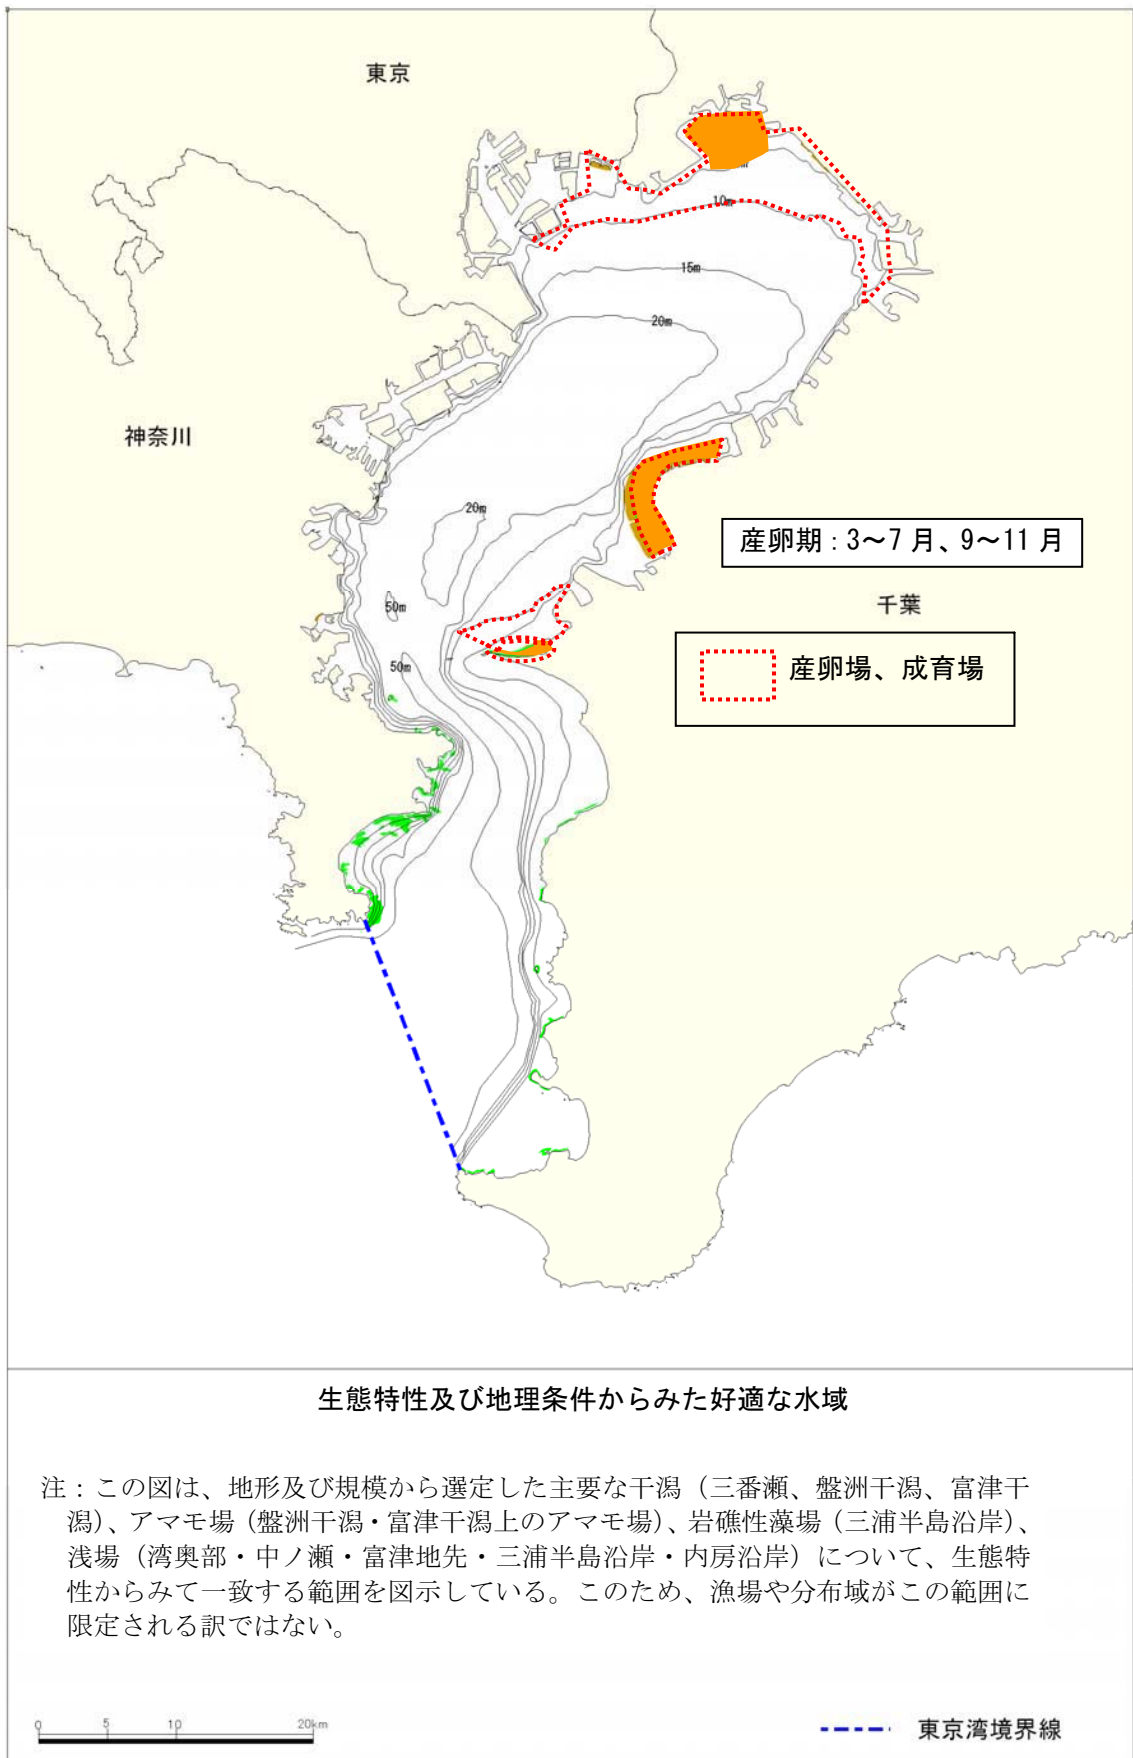 東京
10m
15m
20m
神奈川
20m
産卵期：3～7 月、9～11 月
千葉
50m
産卵場、成育場
50m
生態特性及び地理条件からみた好適な水域
注：この図は、地形及び規模から選定した主要な干潟（三番瀬、盤洲干潟、富津干
潟）、アマモ場（盤洲干潟・富津干潟上のアマモ場）、岩礁性藻場（三浦半島沿岸）、
浅場（湾奥部・中ノ瀬・富津地先・三浦半島沿岸・内房沿岸）について、生態特
性からみて一致する範囲を図示している。このため、漁場や分布域がこの範囲に
限定される訳ではない。
0 5 10 20km
東京湾境界線